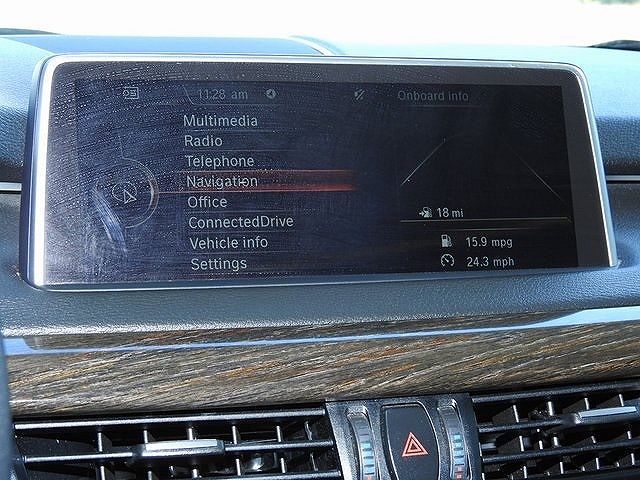 11:28 am
Onboard info
Multimedia
Radio
Telephone
Navigation
Office
ConnectedDrive
Vehicle info
Settings
18 mi
15.9 mpg
24.3 mph